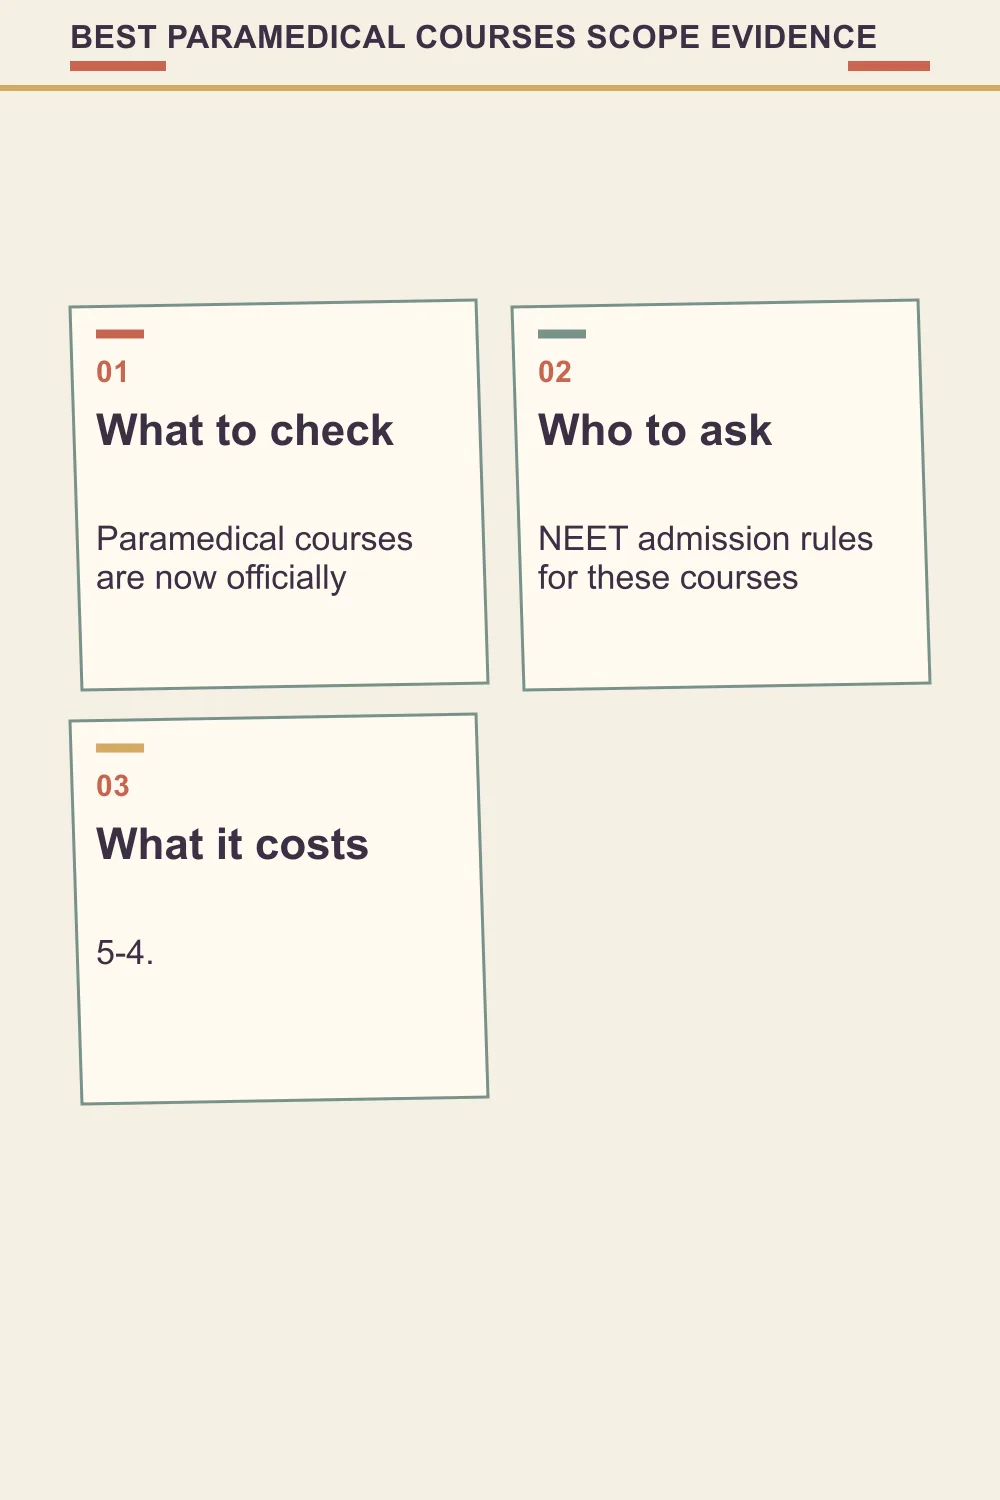 BEST PARAMEDICAL COURSES SCOPE EVIDENCE
01
What to check
Paramedical courses
are now officially
02
Who to ask
NEET admission rules
for these courses
03
What it costs
5-4.